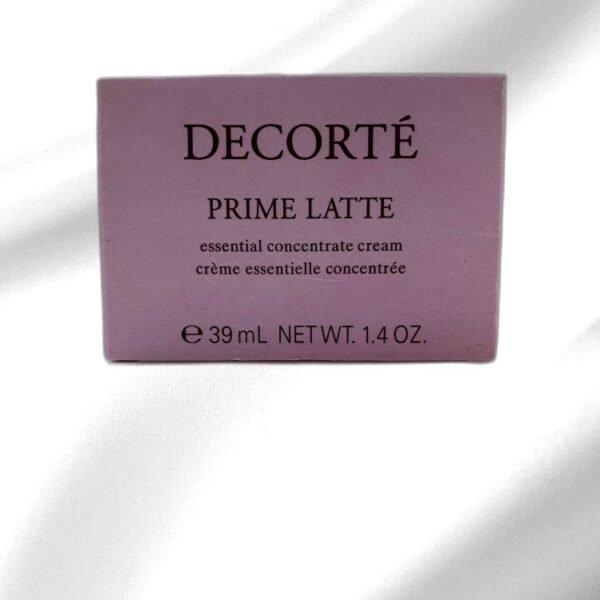 DECORTÉ
PRIME LATTE
essential concentrate cream
crème essentielle concentrée
℮ 39 mL NET WT. 1.4 OZ.